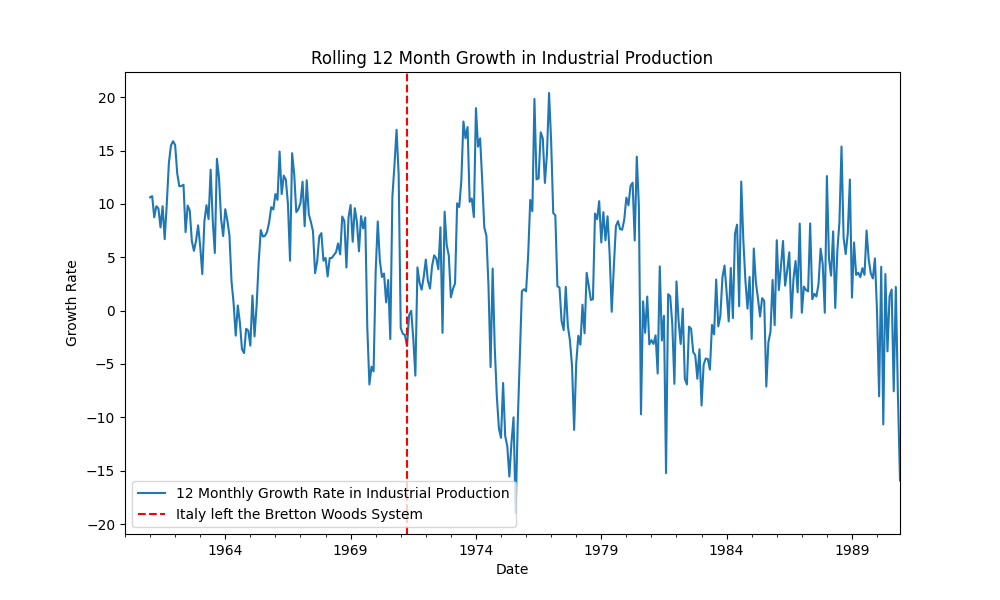 Rolling 12 Month Growth in Industrial Production
Growth Rate
20
15
10
5
0
−5
−10
−15
−20
12 Monthly Growth Rate in Industrial Production
Italy left the Bretton Woods System
1964 1969 1974 1979 1984 1989
Date